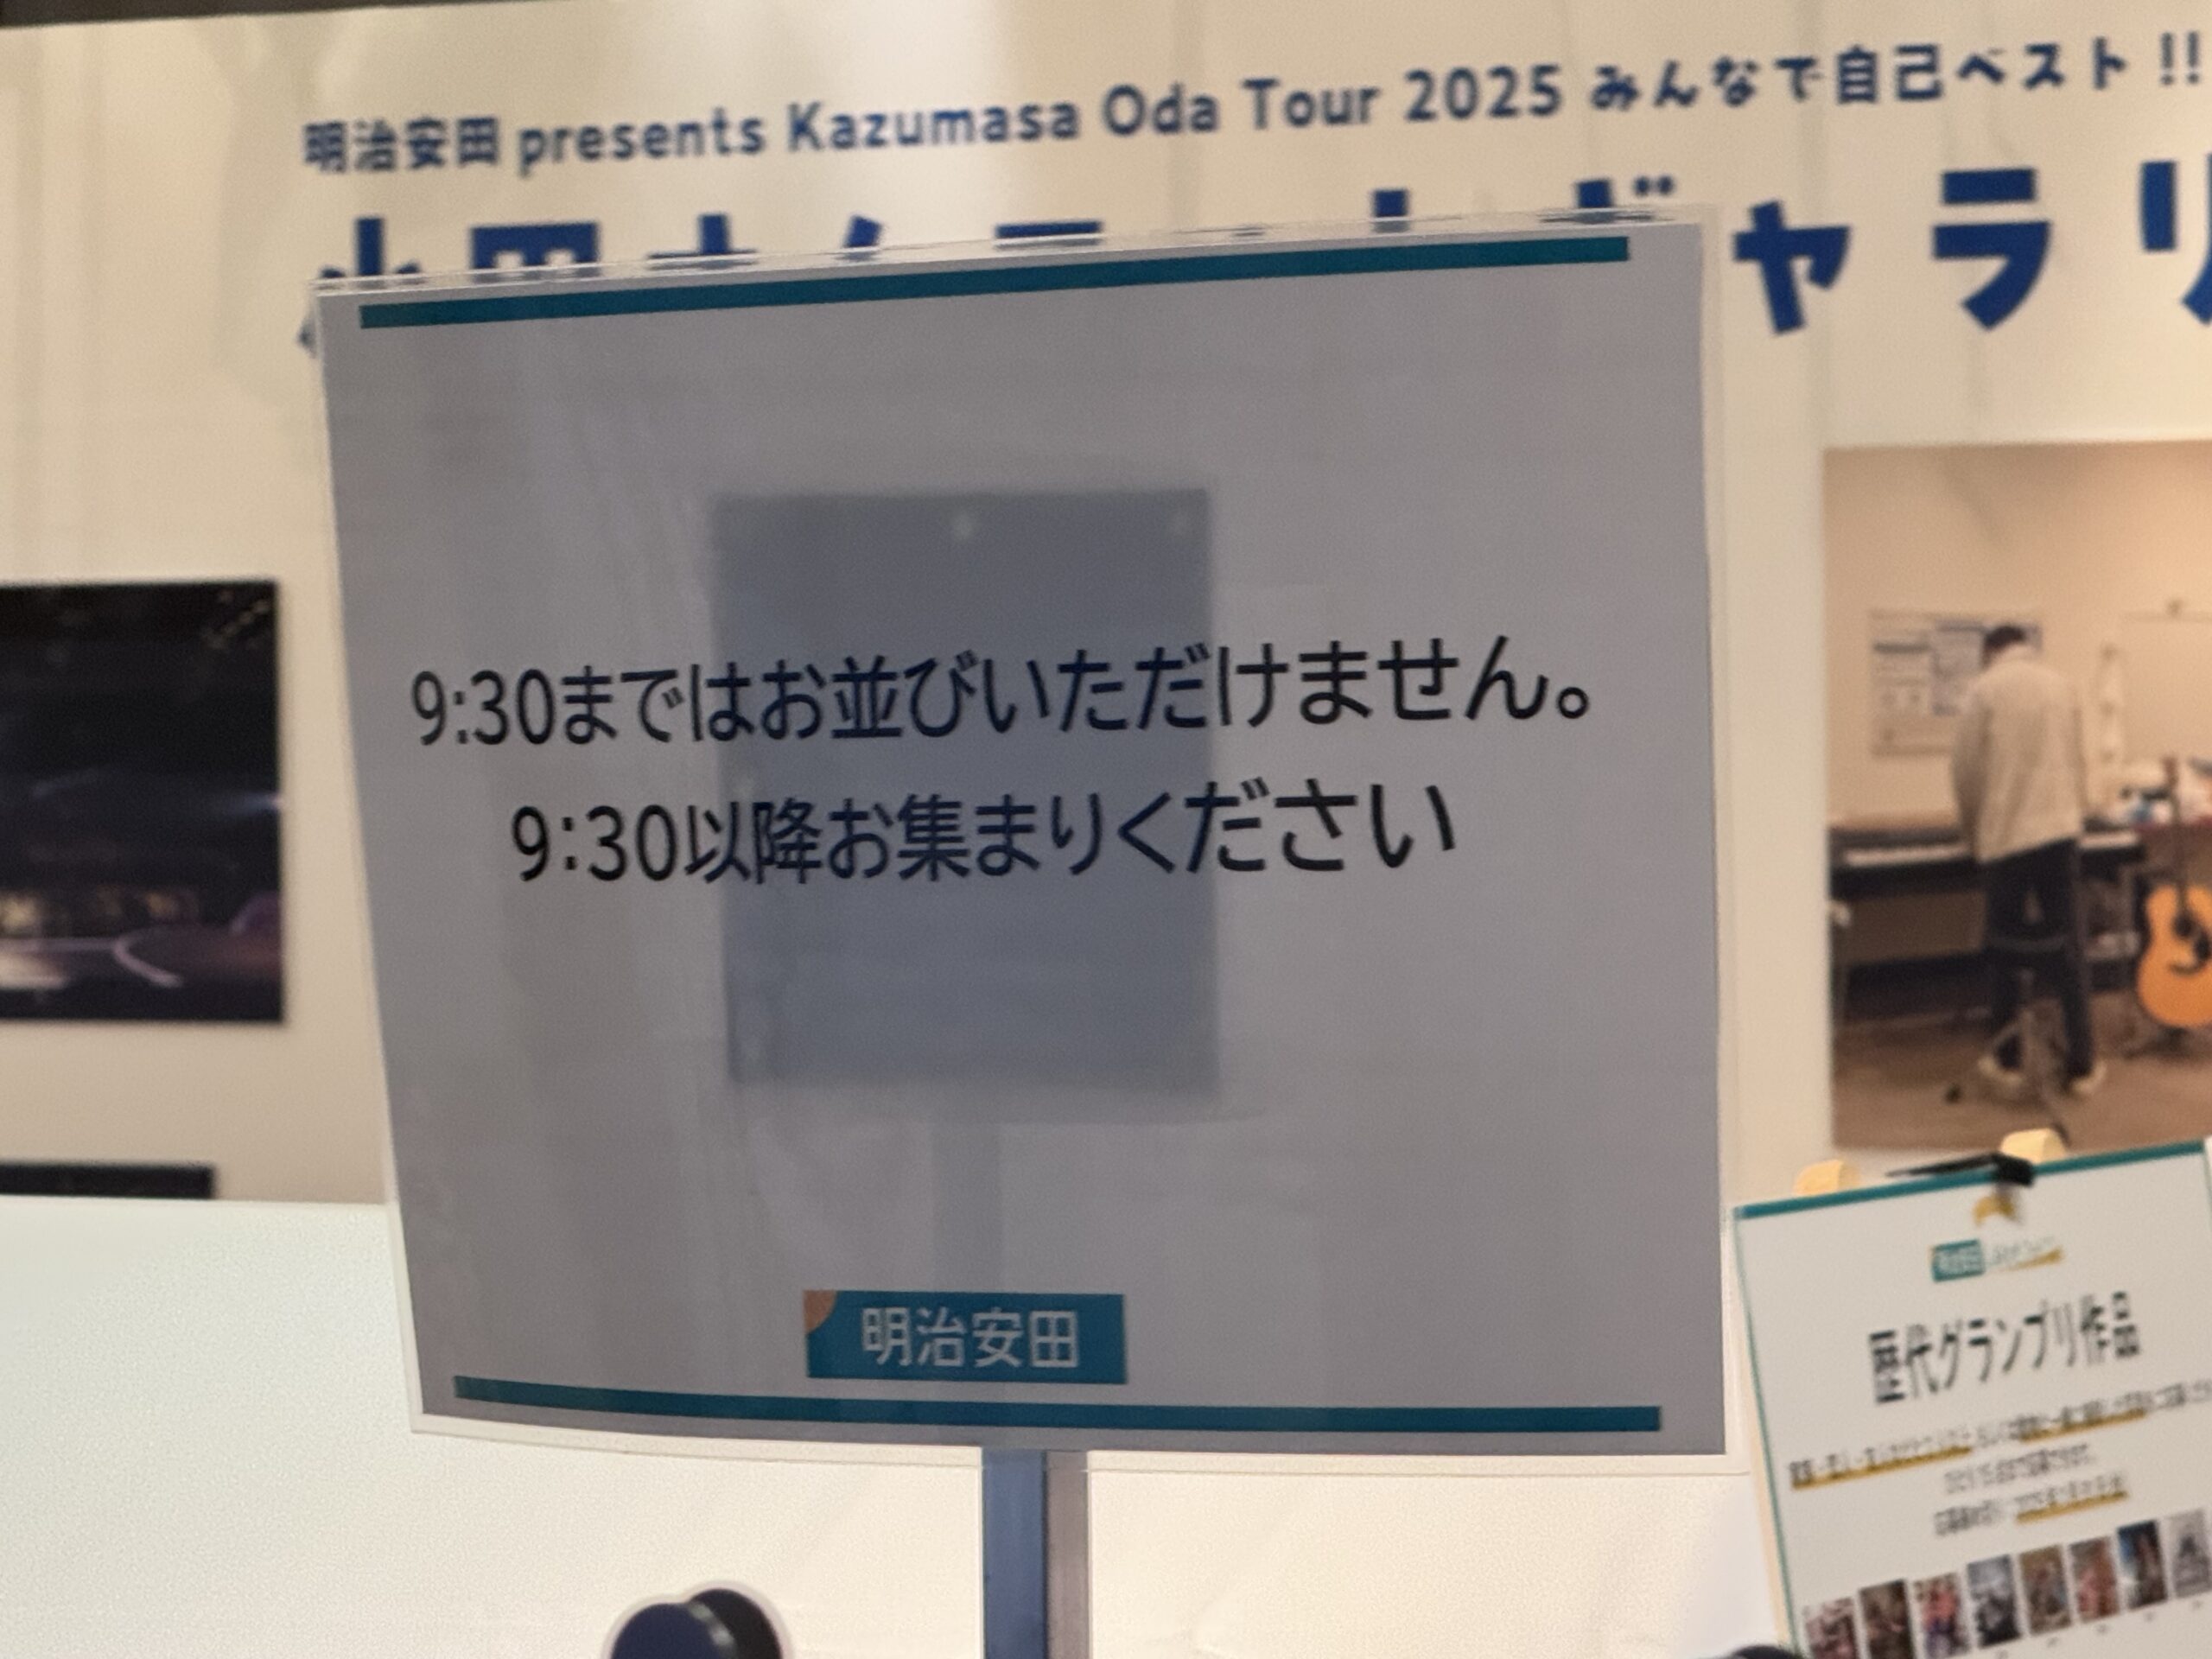 明治安田 presents Kazumasa Oda Tour 2025 みんなで自己ベスト!!
ギャラリ
9:30まではお並びいただけません。
9:30以降お集まりください
明治安田
歴代グランプリ作品